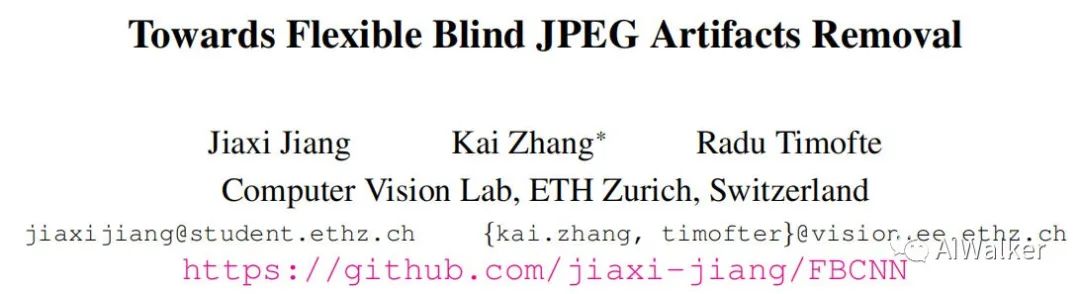 Towards Flexible Blind JPEG Artifacts Removal
Jiaxi Jiang Kai Zhang* Radu Timofte
Computer Vision Lab, ETH Zurich, Switzerland
jiaxijiang@student.ethz.ch {kai.zhang, timofter}@vision.ee.ethz.ch
AIWalker
https://github.com/jiaxi-jiang/FBCNN